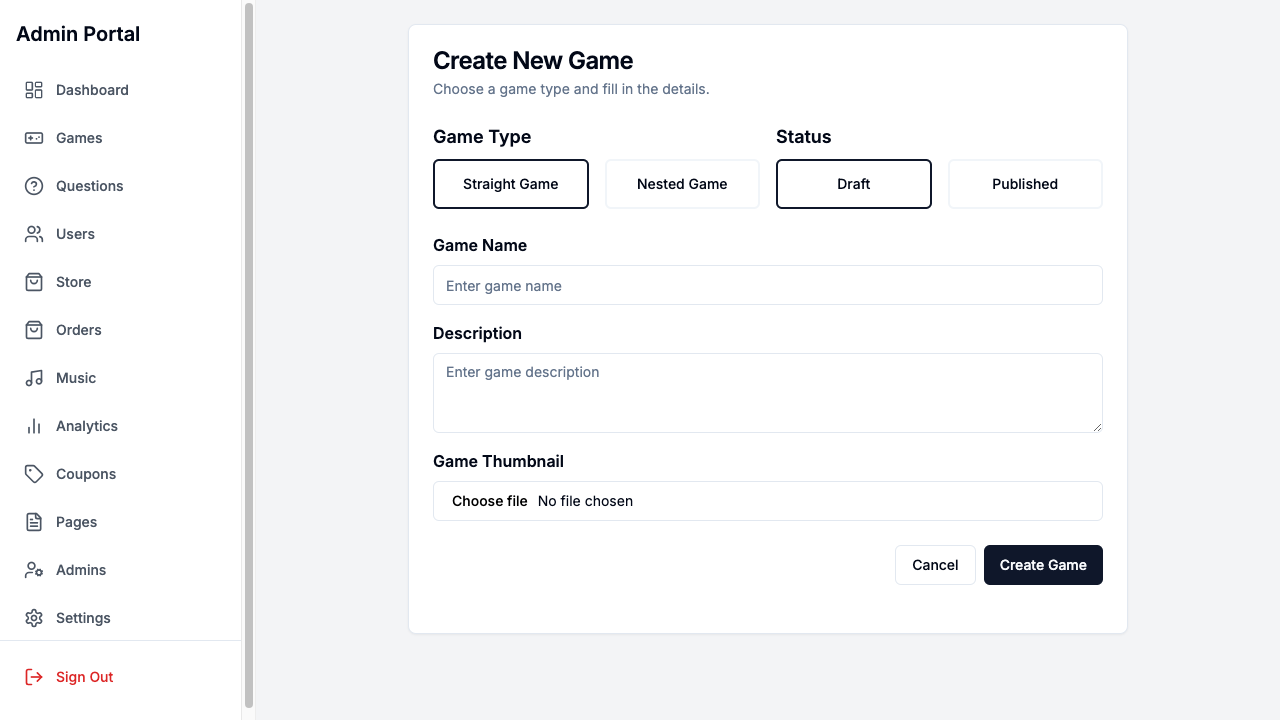 Admin Portal
Dashboard
Games
Questions
Users
Store
Orders
Music
Analytics
Coupons
Pages
Admins
Settings
Sign Out
Create New Game
Choose a game type and fill in the details.
Game Type
Straight Game
Nested Game
Status
Draft
Published
Game Name
Enter game name
Description
Enter game description
Game Thumbnail
Choose file No file chosen
Cancel
Create Game